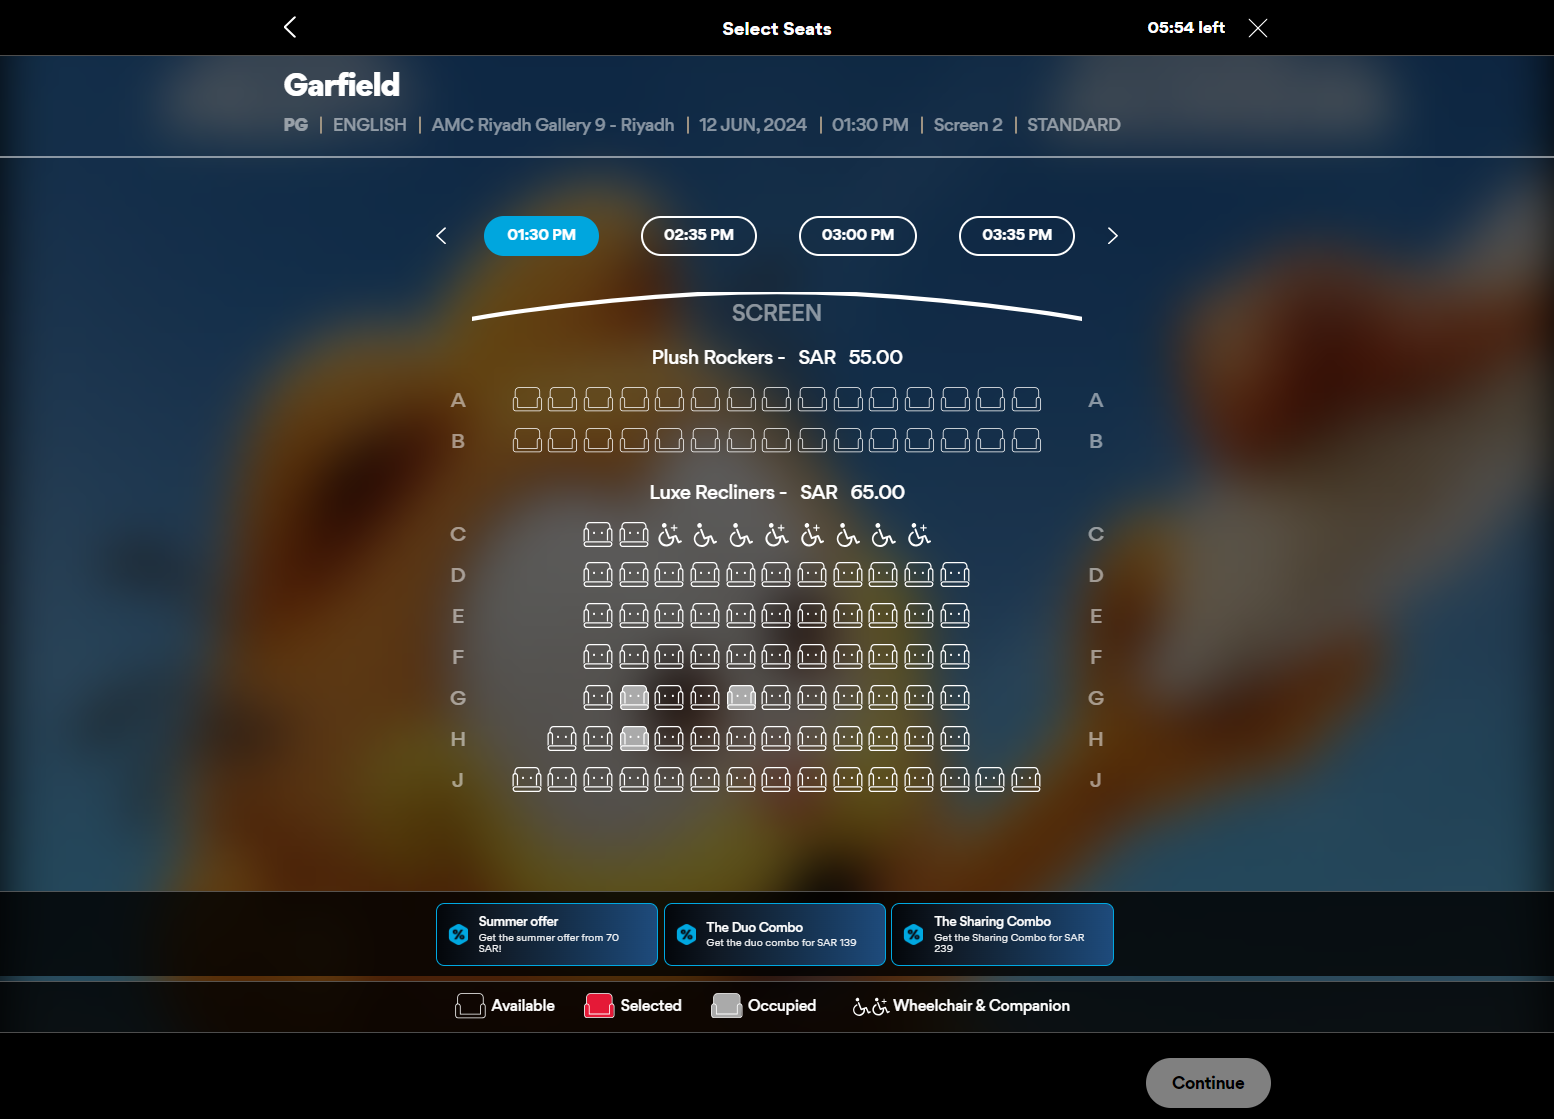 Select Seats
05:54 left
Garfield
PG | ENGLISH | AMC Riyadh Gallery 9 - Riyadh | 12 JUN, 2024 | 01:30 PM | Screen 2 | STANDARD
01:30 PM
02:35 PM
03:00 PM
03:35 PM
SCREEN
Plush Rockers - SAR 55.00
A A
B B
Luxe Recliners - SAR 65.00
C C
D D
E E
F F
G G
H H
J J
Summer offer
Get the summer offer from 70
SAR!
The Duo Combo
Get the duo combo for SAR 139
The Sharing Combo
Get the Sharing Combo for SAR
239
Available
Selected
Occupied
Wheelchair & Companion
Continue